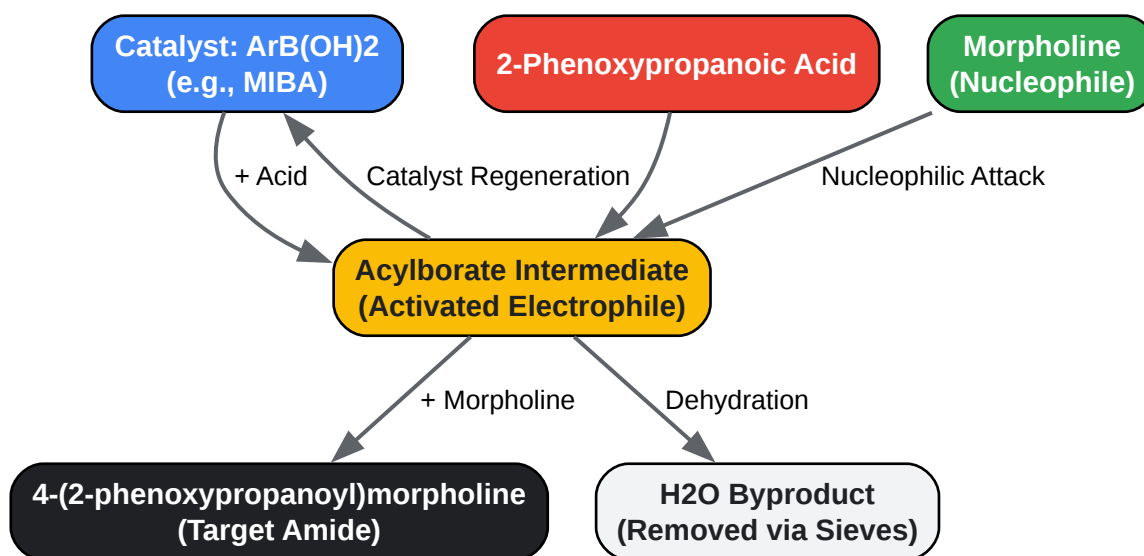 Catalyst: ArB(OH)2
(e.g., MIBA)
2-Phenoxypropanoic Acid
Morpholine
(Nucleophile)
+ Acid
Catalyst Regeneration
Nucleophilic Attack
Acylborate Intermediate
(Activated Electrophile)
+ Morpholine
Dehydration
4-(2-phenoxypropanoyl)morpholine
(Target Amide)
H2O Byproduct
(Removed via Sieves)